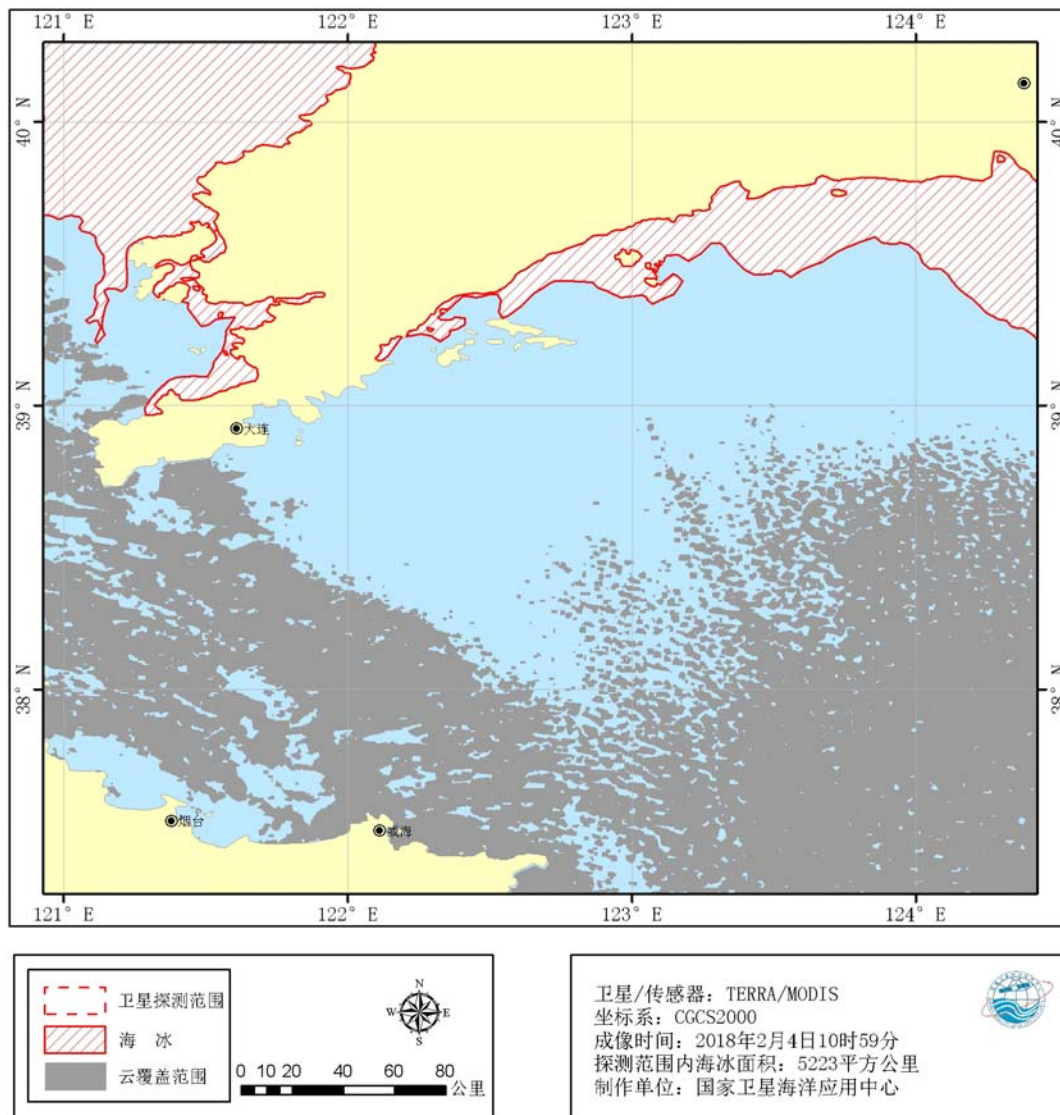 121° E 122° E 123° E 124° E
40° N 40° N
39° N 39° N
大连
38° N 38° N
烟台
威海
121° E 122° E 123° E 124° E
卫星探测范围
海 冰
云覆盖范围
N
W E
S
0 10 20 40 60 80 公里
卫星/传感器: TERRA/MODIS
坐标系: CGCS2000
成像时间: 2018年2月4日10时59分
探测范围内海冰面积: 5223平方公里
制作单位: 国家卫星海洋应用中心